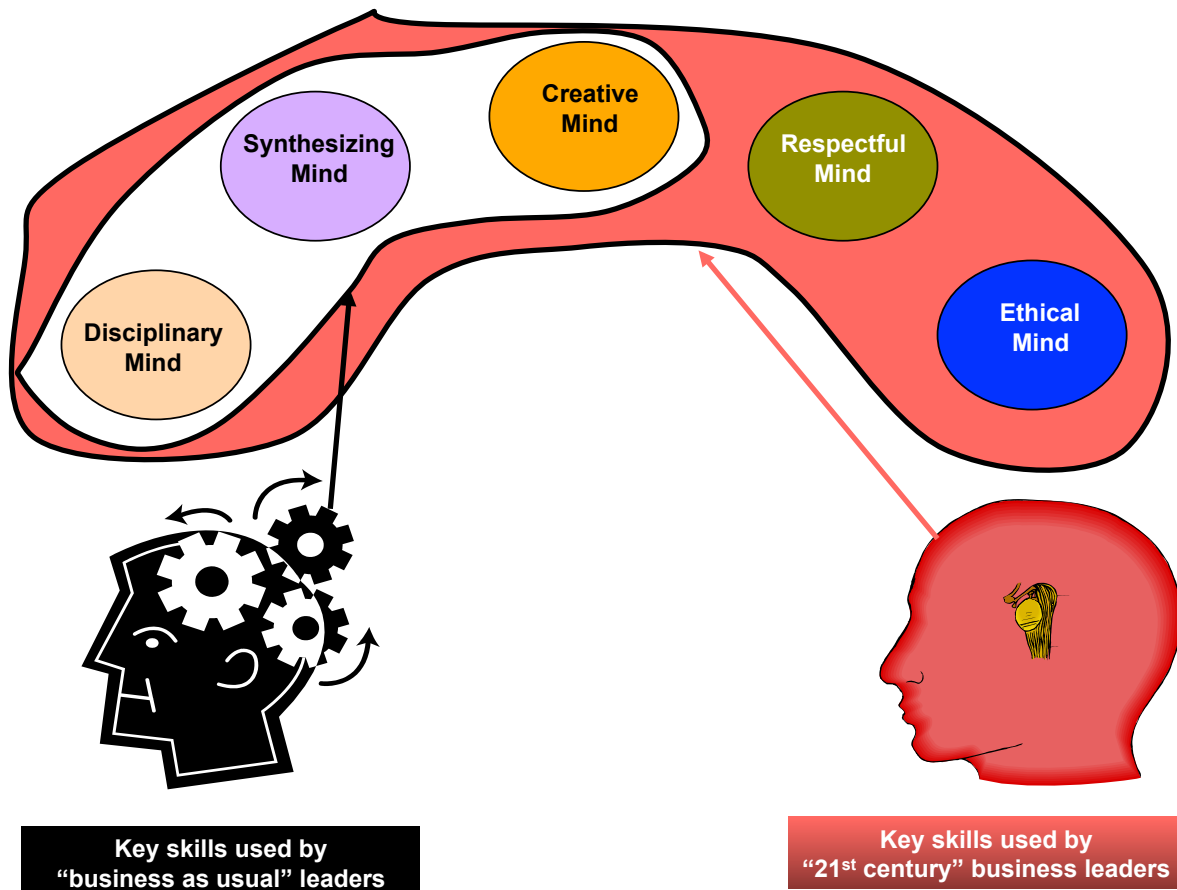 Creative
Mind
Synthesizing
Mind
Respectful
Mind
Disciplinary
Mind
Ethical
Mind
Key skills used by
“business as usual” leaders
Key skills used by
“21st century” business leaders